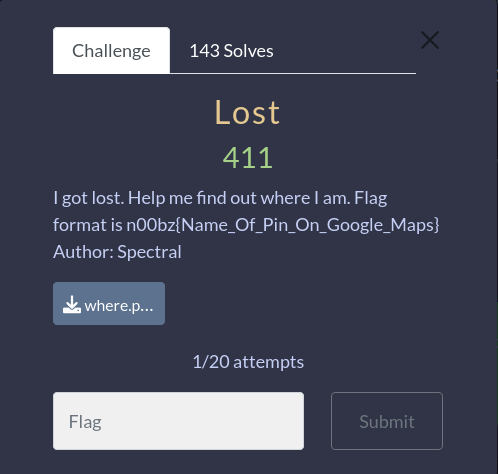 Challenge 143 Solves
Lost
411
I got lost. Help me find out where I am. Flag
format is n00bz{Name_Of_Pin_On_Google_Maps}
Author: Spectral
where.p...
1/20 attempts
Flag Submit